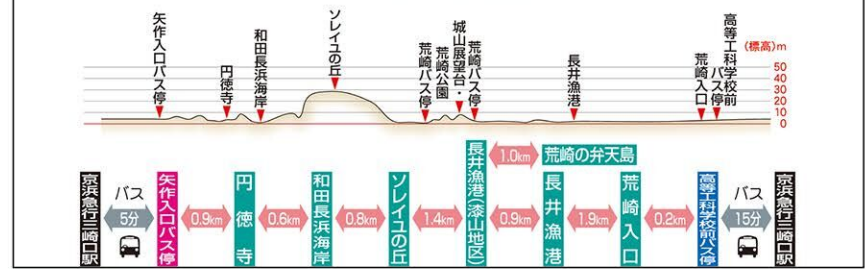 矢作入口バス停
円徳寺
和田長浜海岸
ソレイユの丘
荒崎バス停
荒崎公園
城山展望台・
荒崎バス停
長井漁港
荒崎入口
バス停
高等工科学校前
(標高)m
50
40
30
20
10
0
京浜急行三崎口駅
バス
5分
矢作入口バス停
0.9km
円徳寺
0.6km
和田長浜海岸
0.8km
ソレイユの丘
1.4km
長井漁港(漆山地区)
1.0km
荒崎の弁天島
0.9km
長井漁港
1.9km
荒崎入口
0.2km
高等工科学校前バス停
バス
15分
京浜急行三崎口駅